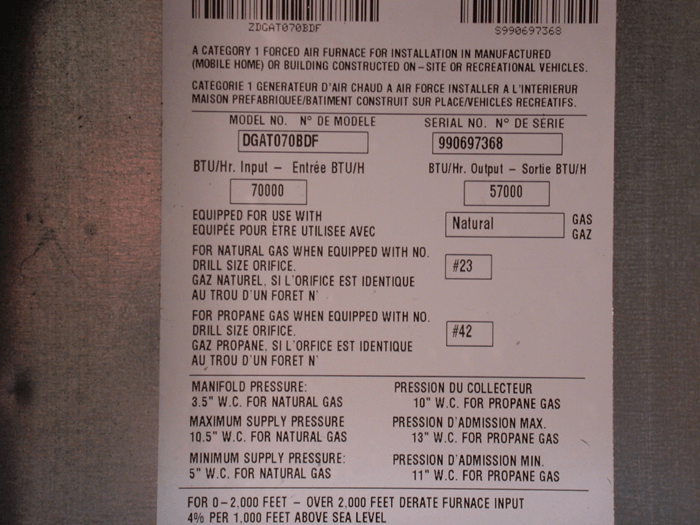 ZDGAT070BDF S990697368
A CATEGORY 1 FORCED AIR FURNACE FOR INSTALLATION IN MANUFACTURED
(MOBILE HOME) OR BUILDING CONSTRUCTED ON-SITE OR RECREATIONAL VEHICLES.
CATEGORIE 1 GENERATEUR D'AIR CHAUD A AIR FORCE INSTALLER A L'INTERIERUR
MAISON PREFABRIQUEE/BATIMENT CONSTRUIT SUR PLACE/VEHICLES RECREATIFS.
MODEL NO. N° DE MODELE SERIAL NO. N° DE SÉRIE
DGAT070BDF 990697368
BTU/Hr. Input - Entrée BTU/H BTU/Hr. Output - Sortie BTU/H
70000 57000
EQUIPPED FOR USE WITH
EQUIPÉE POUR ÈTRE UTILISEE AVEC
Natural GAS
GAZ
FOR NATURAL GAS WHEN EQUIPPED WITH NO.
DRILL SIZE ORIFICE.
GAZ NATUREL, SI L'ORIFICE EST IDENTIQUE
AU TROU D'UN FORET N'
#23
FOR PROPANE GAS WHEN EQUIPPED WITH NO.
DRILL SIZE ORIFICE.
GAZ PROPANE, SI L'ORFICE EST IDENTIQUE
AU TROU D'UN FORET N'
#42
MANIFOLD PRESSURE: PRESSION DU COLLECTEUR
3.5" W.C. FOR NATURAL GAS 10" W.C. FOR PROPANE GAS
MAXIMUM SUPPLY PRESSURE PRESSION D'ADMISSION MAX.
10.5" W.C. FOR NATURAL GAS 13" W.C. FOR PROPANE GAS
MINIMUM SUPPLY PRESSURE: PRESSION D'ADMISSION MIN.
5" W.C. FOR NATURAL GAS 11" W.C. FOR PROPANE GAS
FOR 0-2,000 FEET - OVER 2,000 FEET DERATE FURNACE INPUT
4% PER 1,000 FEET ABOVE SEA LEVEL